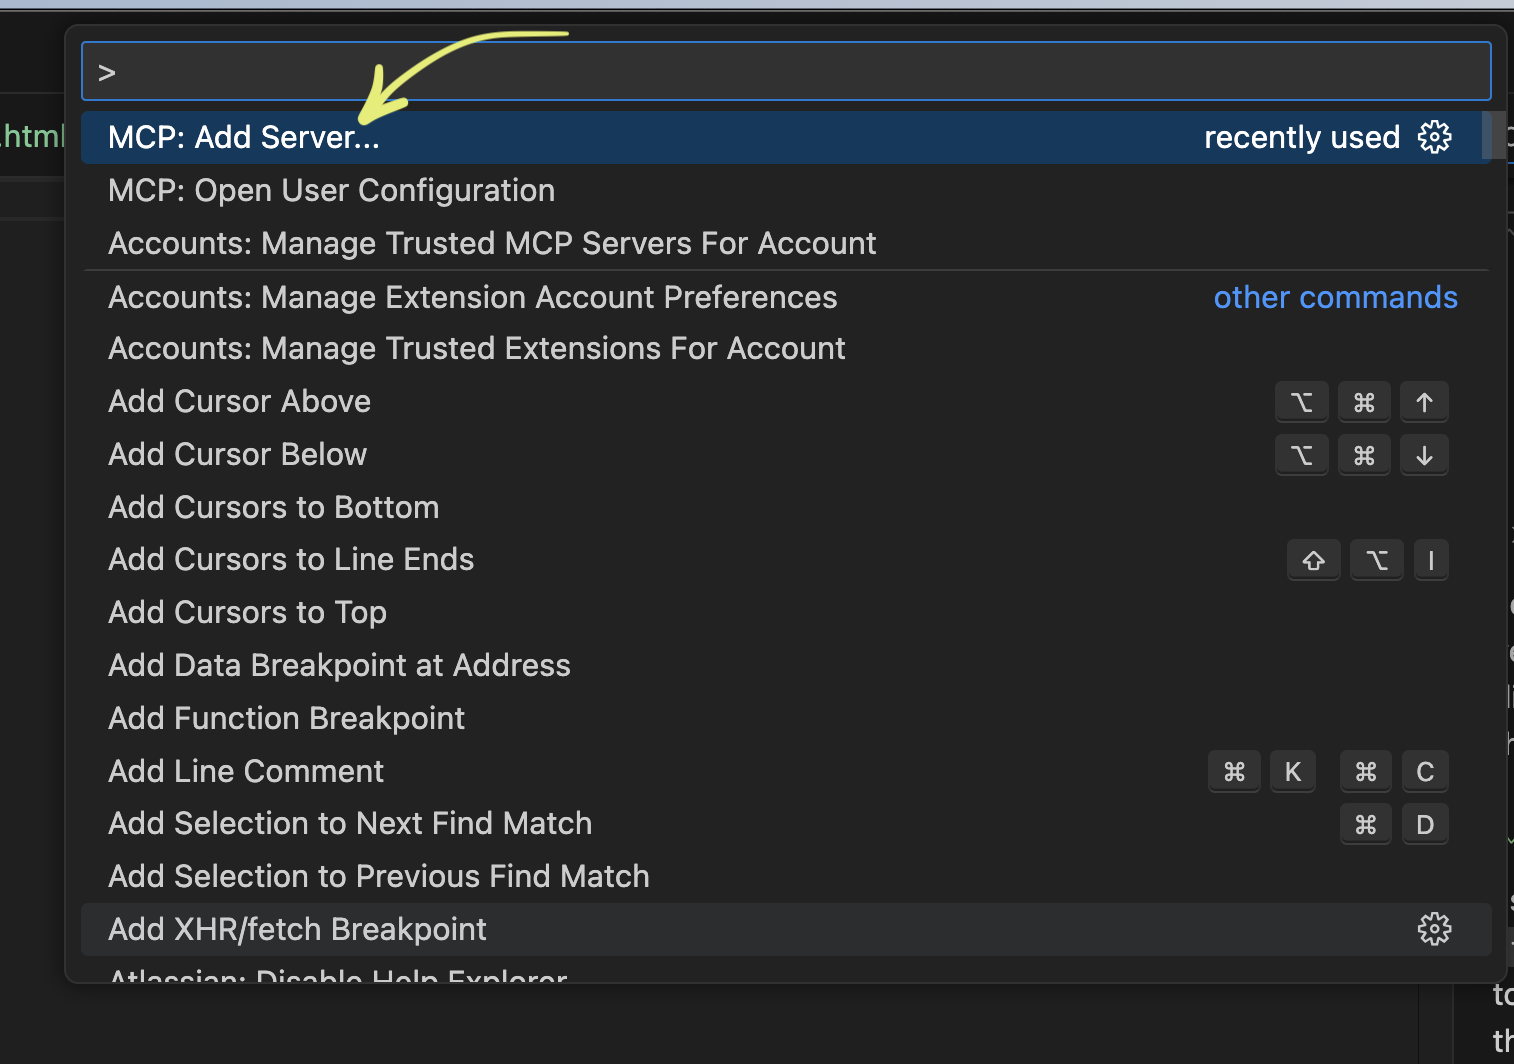 >
.html
MCP: Add Server... recently used
MCP: Open User Configuration
Accounts: Manage Trusted MCP Servers For Account
Accounts: Manage Extension Account Preferences other commands
Accounts: Manage Trusted Extensions For Account
Add Cursor Above ⌥ ⌘ ↑
Add Cursor Below ⌥ ⌘ ↓
Add Cursors to Bottom
Add Cursors to Line Ends ⇧ ⌥ I
Add Cursors to Top
Add Data Breakpoint at Address
Add Function Breakpoint
Add Line Comment ⌘ K ⌘ C
Add Selection to Next Find Match ⌘ D
Add Selection to Previous Find Match
Add XHR/fetch Breakpoint
Atlassian: Disable Help Explorer